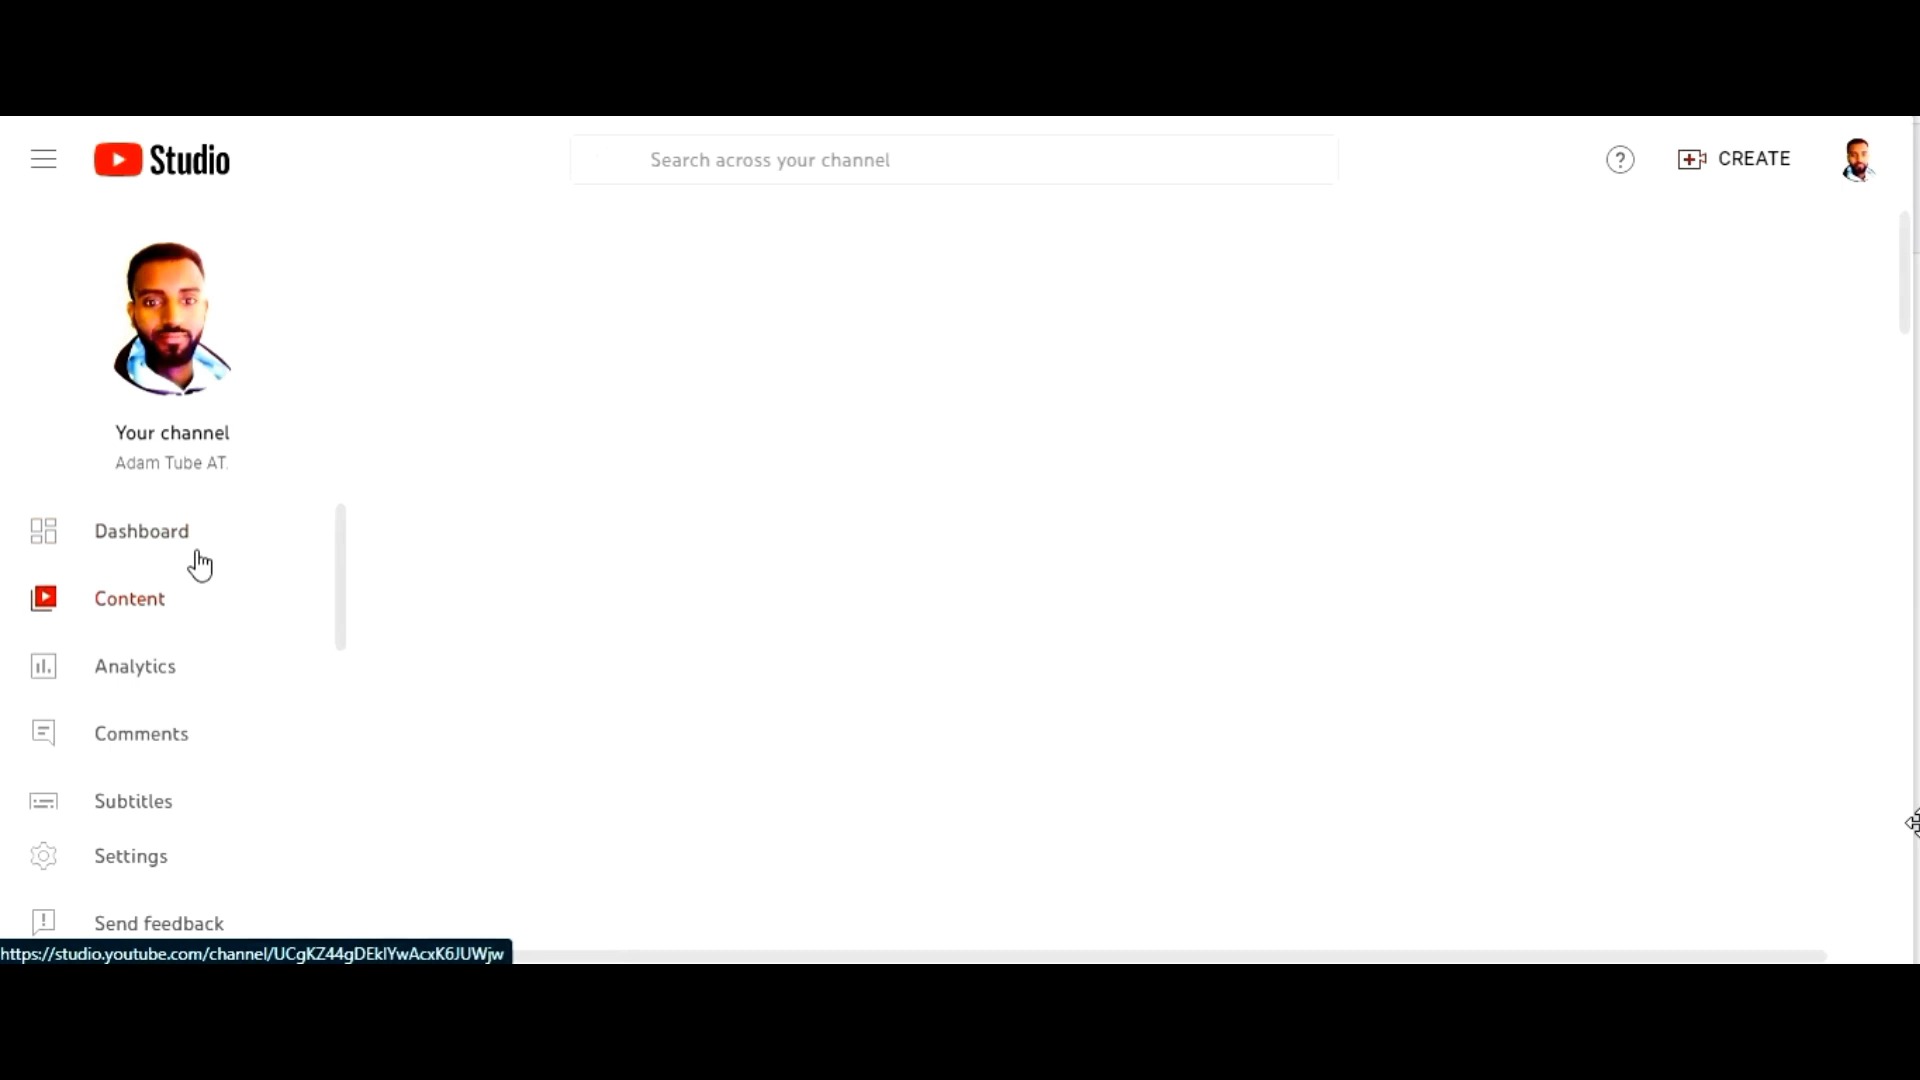 Studio
Search across your channel
?
CREATE
Your channel
Adam Tube AT.
Dashboard
Content
Analytics
Comments
Subtitles
Settings
Send feedback
https://studio.youtube.com/channel/UCgKZ44gDEklYwAcxK6JUWjw